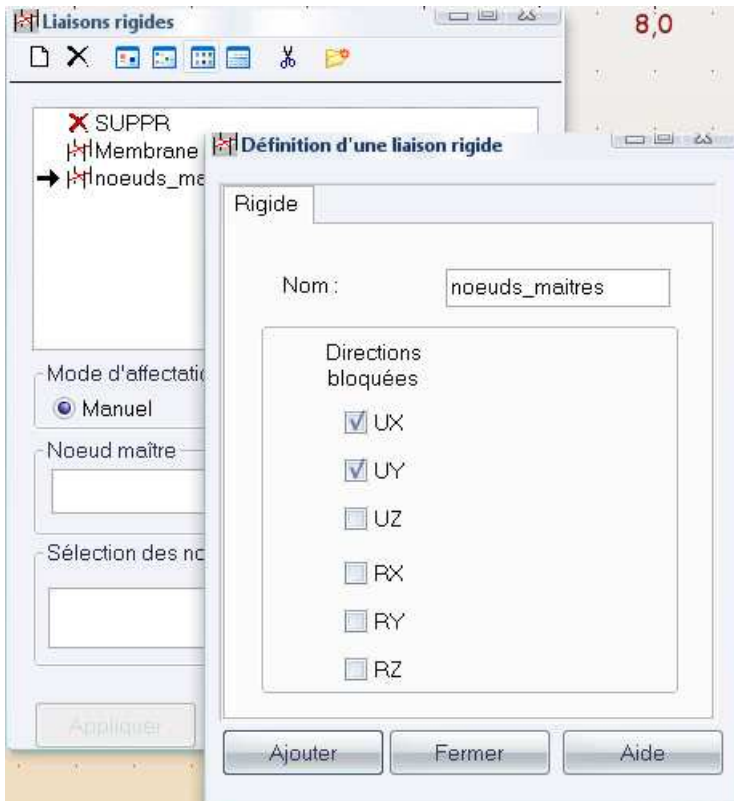 Liaisons rigides
8,0
SUPPR
Membrane
noeuds_ma
Mode d'affectatio
Manuel
Noeud maître
Sélection des no
Appliquer
Définition d'une liaison rigide
Rigide
Nom :
noeuds_maitres
Directions
bloquées
UX
UY
UZ
RX
RY
RZ
Ajouter
Fermer
Aide